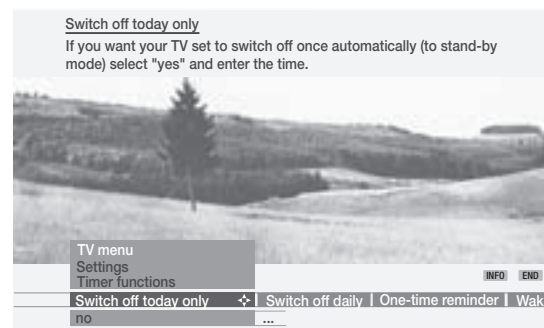 Switch off today only
If you want your TV set to switch off once automatically (to stand-by
mode) select "yes" and enter the time.
TV menu
Settings
Timer functions
INFO END
Switch off today only Switch off daily One-time reminder Wak
no ...